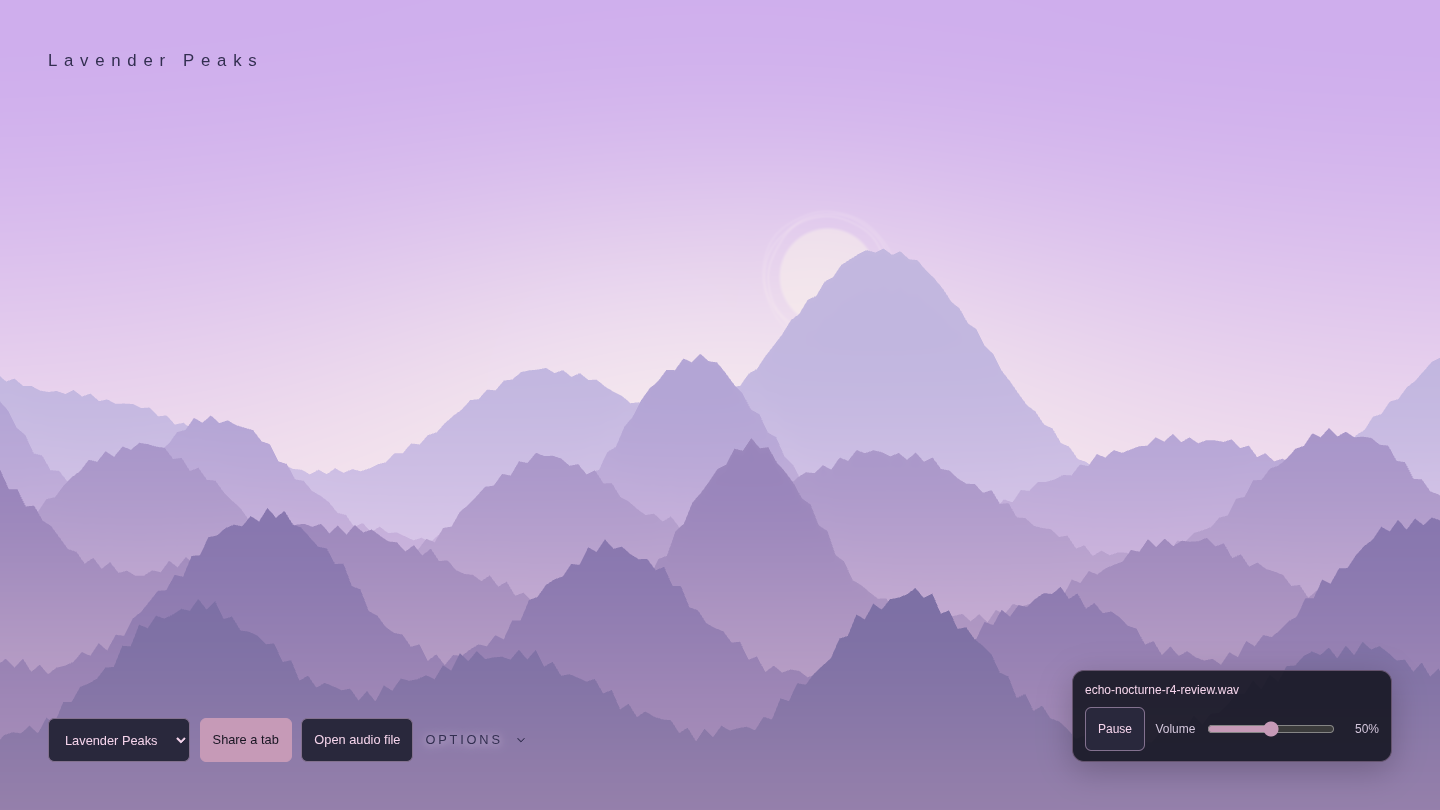 Lavender Peaks
echo-nocturne-r4-review.wav
Pause Volume 50%
Lavender Peaks Share a tab Open audio file OPTIONS